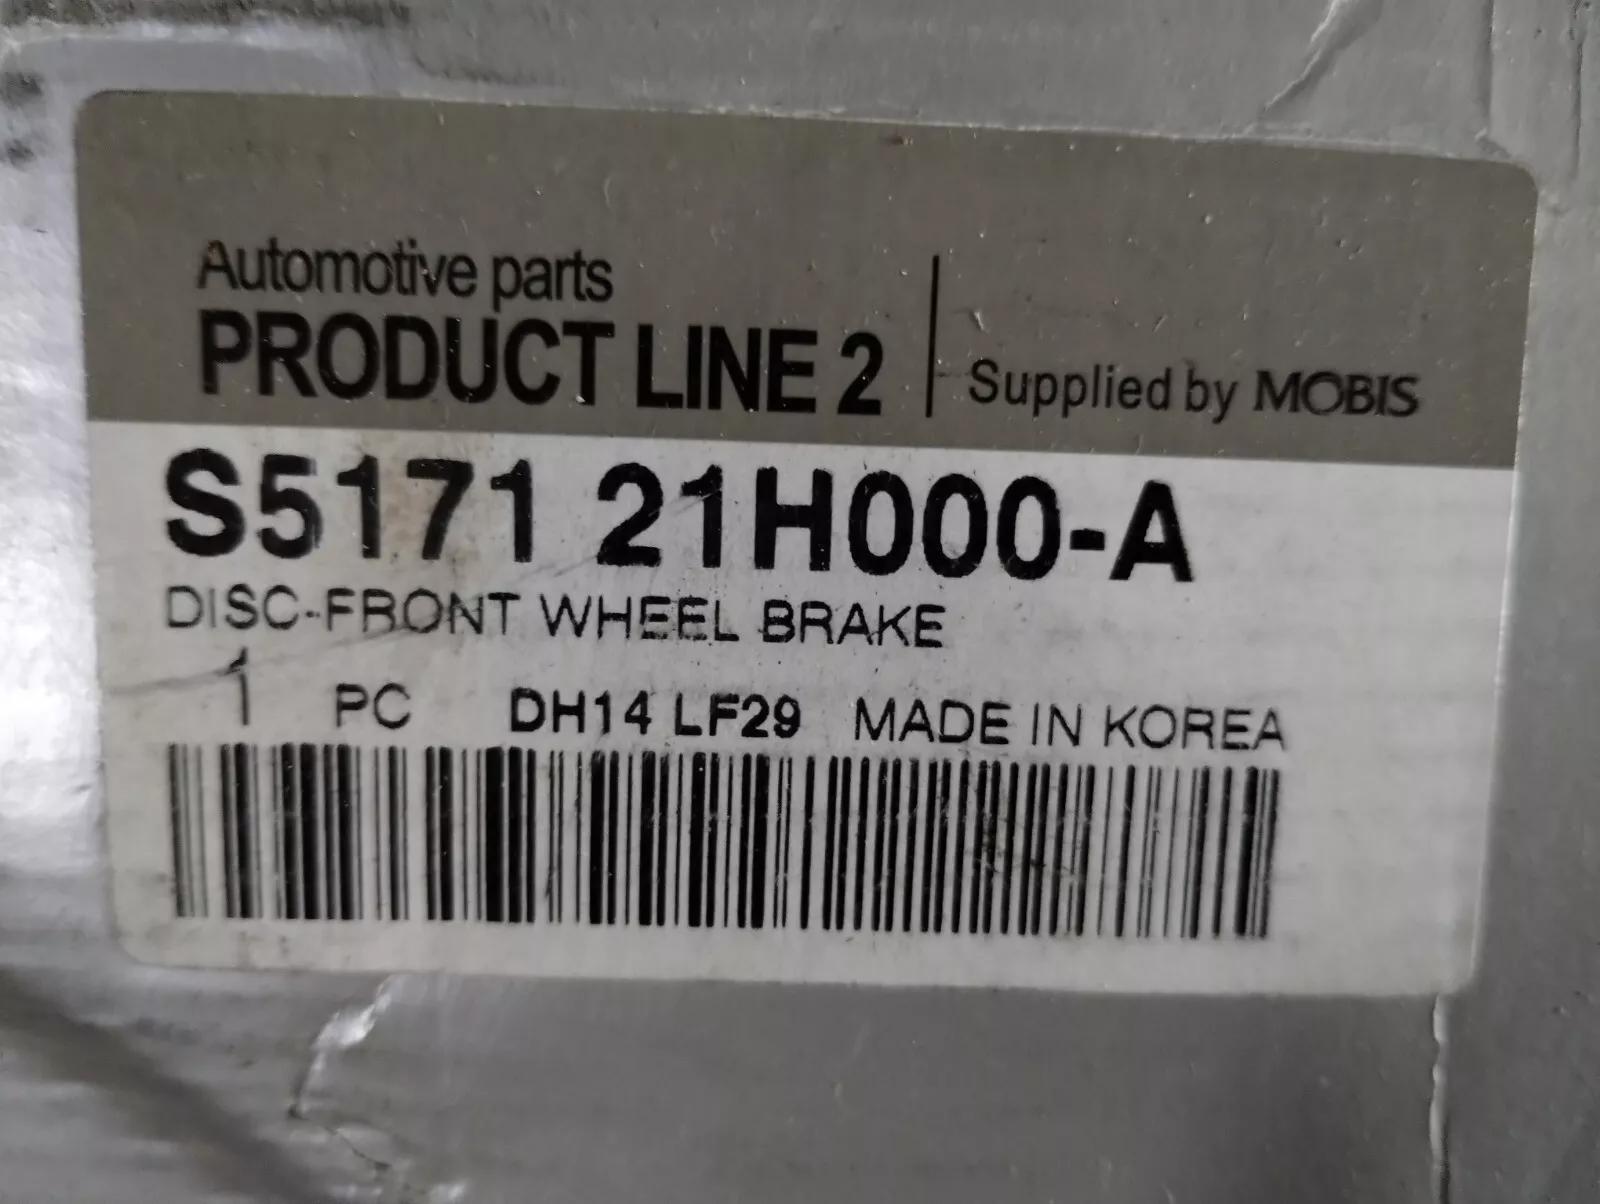 Automotive parts
PRODUCT LINE 2
Supplied by MOBIS
S5171 21H000-A
DISC-FRONT WHEEL BRAKE
1 PC DH14 LF29 MADE IN KOREA